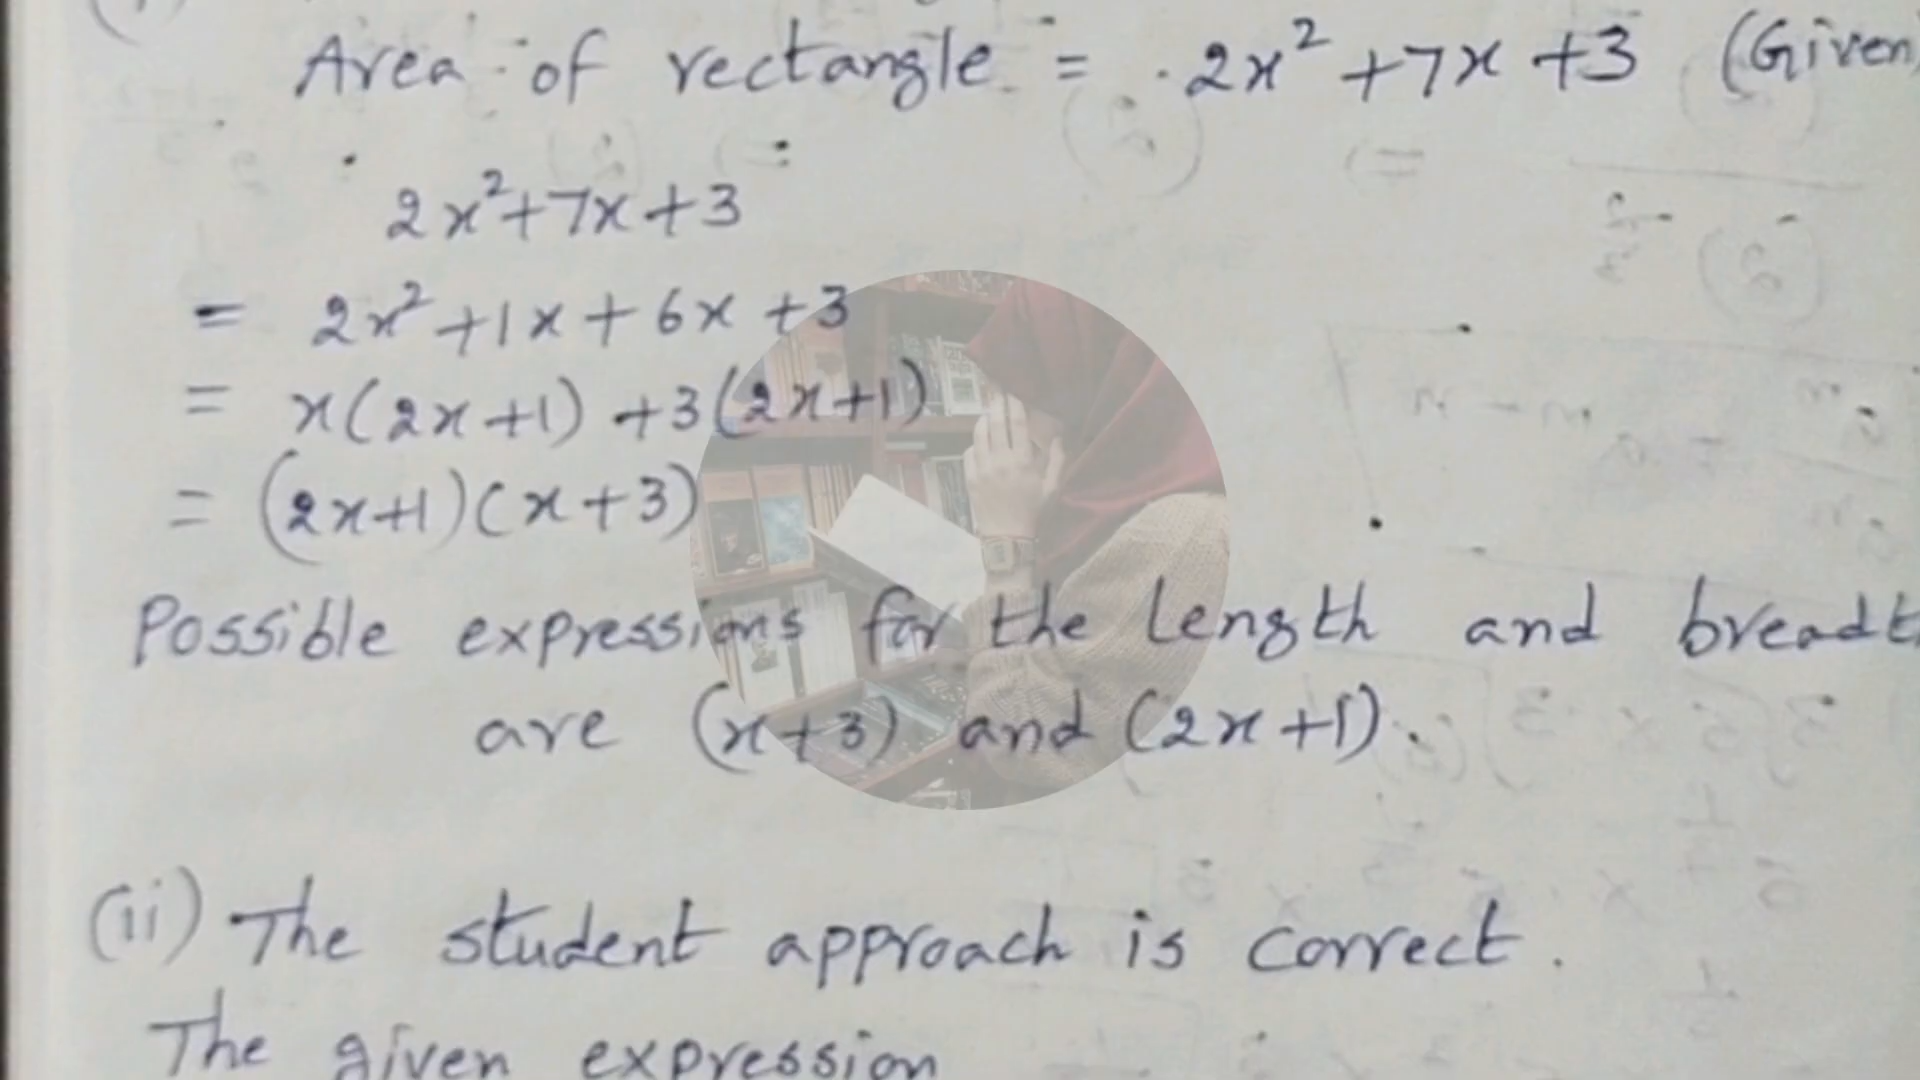 Area of rectangle = 2x² + 7x + 3 (Given)
2x² + 7x + 3
= 2x² + 1x + 6x + 3
= x(2x+1) + 3(2x+1)
= (2x+1)(x+3)
Possible expressions for the length and breadt
are (x+3) and (2x+1).
(ii) The student approach is correct.
The given expression